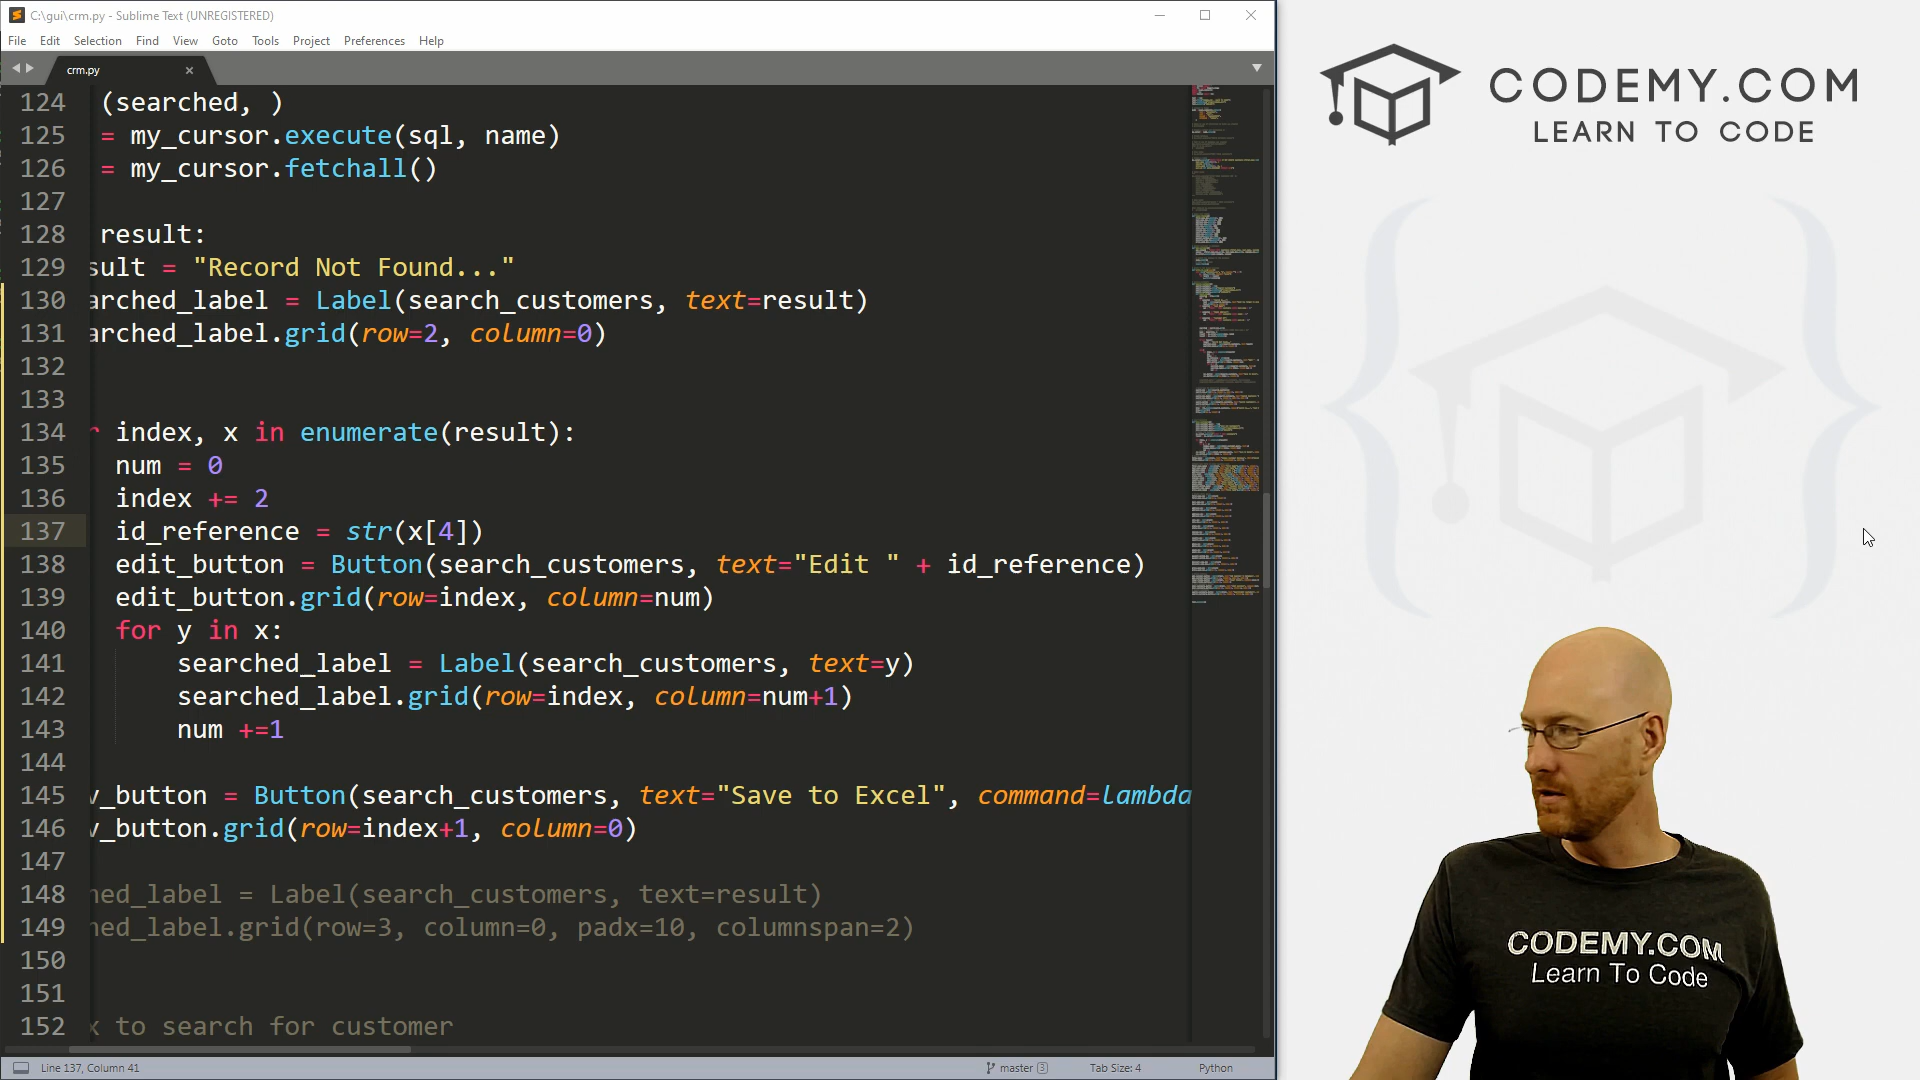 C:\gui\crm.py - Sublime Text (UNREGISTERED)
File Edit Selection Find View Goto Tools Project Preferences Help
crm.py
124 (searched, )
125 = my_cursor.execute(sql, name)
126 = my_cursor.fetchall()
127
128 result:
129 sult = "Record Not Found..."
130 arched_label = Label(search_customers, text=result)
131 arched_label.grid(row=2, column=0)
132
133
134 r index, x in enumerate(result):
135 num = 0
136 index += 2
137 id_reference = str(x[4])
138 edit_button = Button(search_customers, text="Edit " + id_reference)
139 edit_button.grid(row=index, column=num)
140 for y in x:
141 searched_label = Label(search_customers, text=y)
142 searched_label.grid(row=index, column=num+1)
143 num +=1
144
145 v_button = Button(search_customers, text="Save to Excel", command=lambda
146 v_button.grid(row=index+1, column=0)
147
148 hed_label = Label(search_customers, text=result)
149 hed_label.grid(row=3, column=0, padx=10, columnspan=2)
150
151
152 x to search for customer
Line 137, Column 41 master 3 Tab Size: 4 Python
CODEMY.COM
LEARN TO CODE
CODEMY.COM
Learn To Code